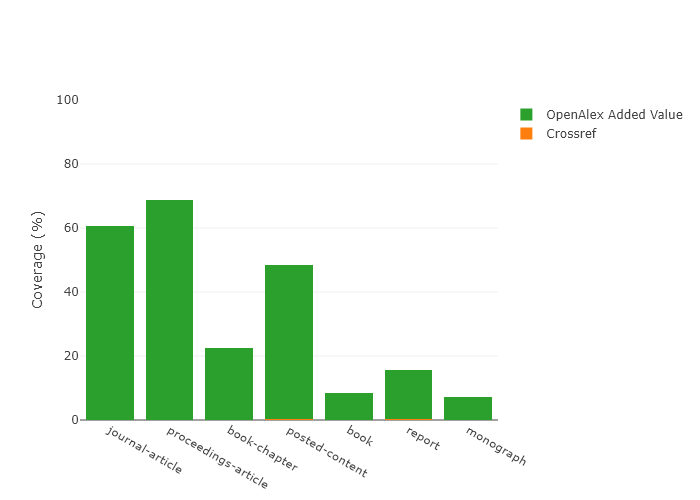 100
80
60
40
20
0
Coverage (%)
journal-article
proceedings-article
book-chapter
posted-content
book
report
monograph
OpenAlex Added Value
Crossref